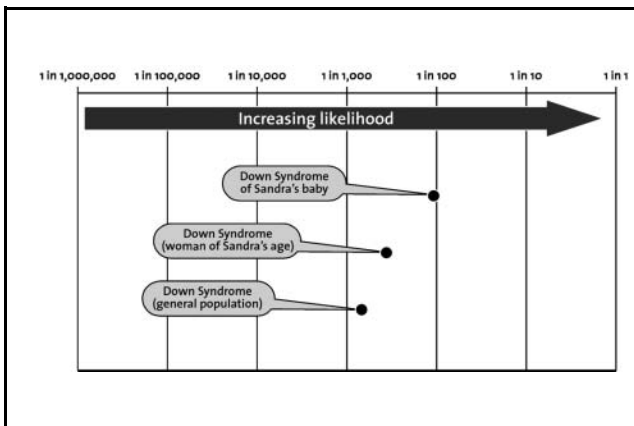 1 in 1,000,000 1 in 100,000 1 in 10,000 1 in 1,000 1 in 100 1 in 10 1 in 1
Increasing likelihood
Down Syndrome
of Sandra's baby
Down Syndrome
(woman of Sandra's age)
Down Syndrome
(general population)